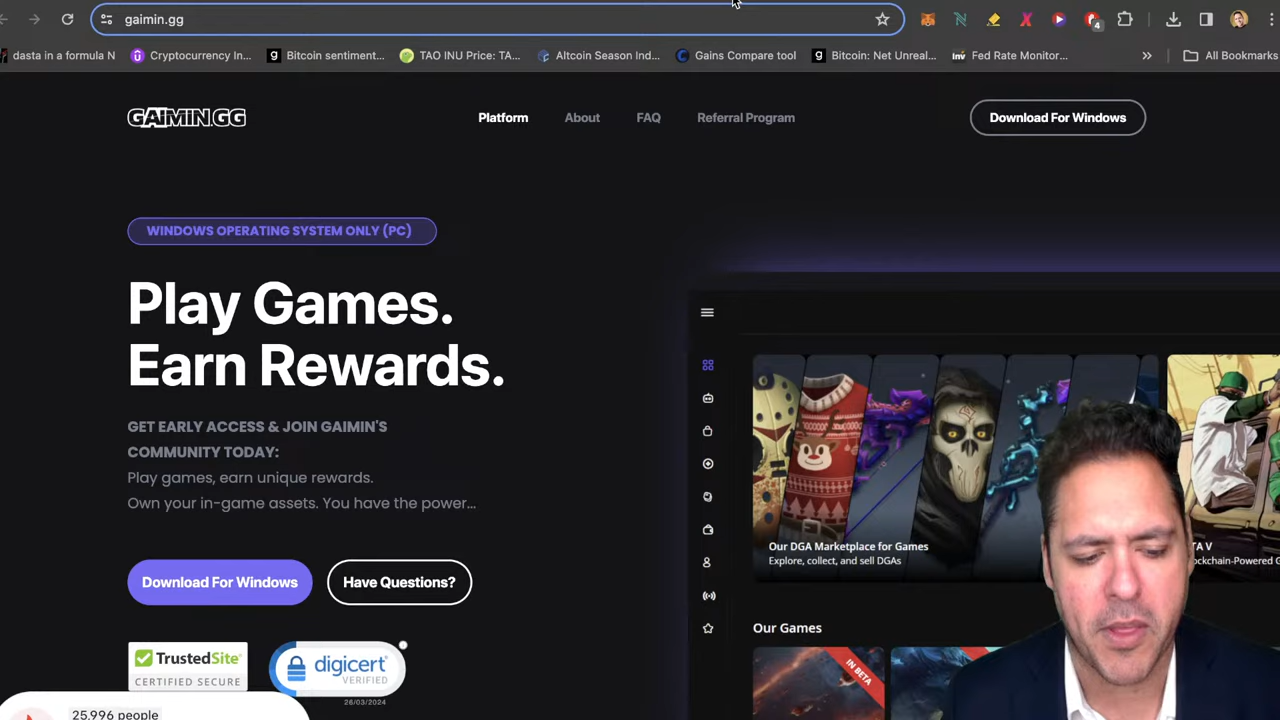 gaimin.gg
4
dasta in a formula N
Cryptocurrency In...
Bitcoin sentiment...
TAO INU Price: TA...
Altcoin Season Ind...
Gains Compare tool
Bitcoin: Net Unreal...
Inv Fed Rate Monitor...
»
All Bookmarks
GAIMIN.GG
Platform
About
FAQ
Referral Program
Download For Windows
WINDOWS OPERATING SYSTEM ONLY (PC)
Play Games.
Earn Rewards.
GET EARLY ACCESS & JOIN GAIMIN'S
COMMUNITY TODAY:
Play games, earn unique rewards.
Own your in-game assets. You have the power...
Download For Windows
Have Questions?
TrustedSite
CERTIFIED SECURE
digicert
VERIFIED
26/03/2024
25,996 people
Our DGA Marketplace for Games
Explore, collect, and sell DGAs
TA V
ockchain-Powered G
Our Games
IN BETA